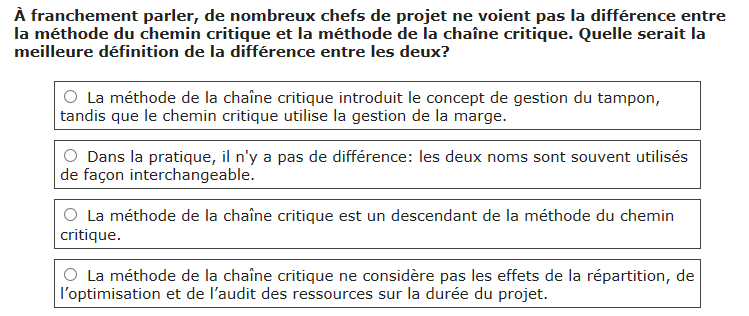 À franchement parler, de nombreux chefs de projet ne voient pas la différence entre
la méthode du chemin critique et la méthode de la chaîne critique. Quelle serait la
meilleure définition de la différence entre les deux?
La méthode de la chaîne critique introduit le concept de gestion du tampon,
tandis que le chemin critique utilise la gestion de la marge.
Dans la pratique, il n'y a pas de différence: les deux noms sont souvent utilisés
de façon interchangeable.
La méthode de la chaîne critique est un descendant de la méthode du chemin
critique.
La méthode de la chaîne critique ne considère pas les effets de la répartition, de
l’optimisation et de l’audit des ressources sur la durée du projet.